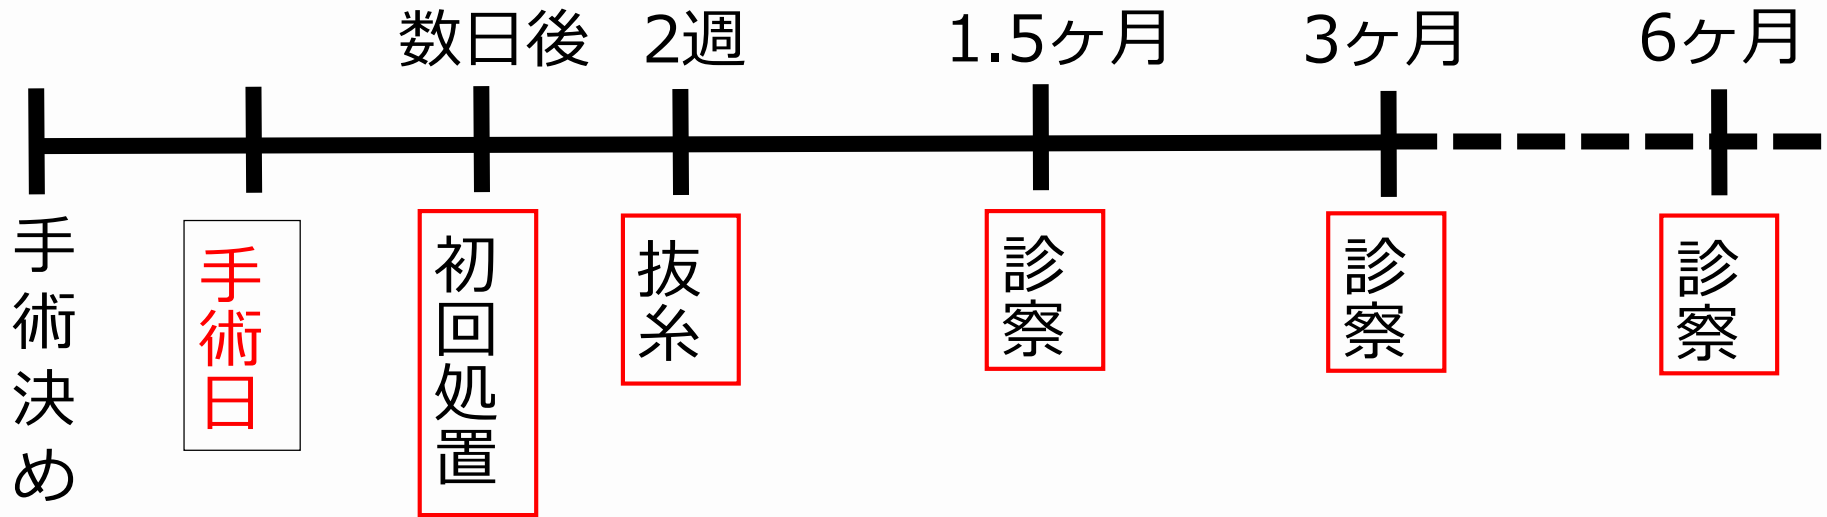 数日後
2週
1.5ヶ月
3ヶ月
6ヶ月
手術決め
手術日
初回処置
抜糸
診察
診察
診察